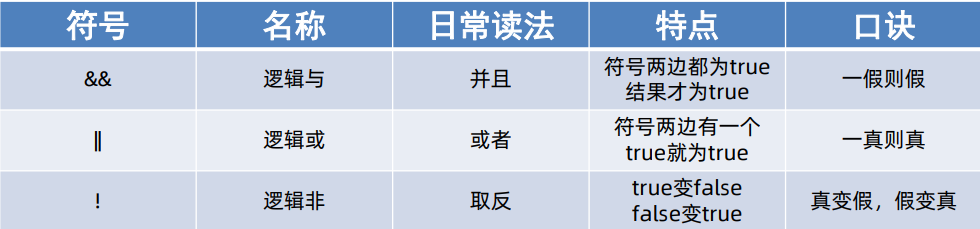 符号 名称 日常读法 特点 口诀
&& 逻辑与 并且 符号两边都为true 一假则假
结果才为true
|| 逻辑或 或者 符号两边有一个 一真则真
true就为true
! 逻辑非 取反 true变false 真变假，假变真
false变true